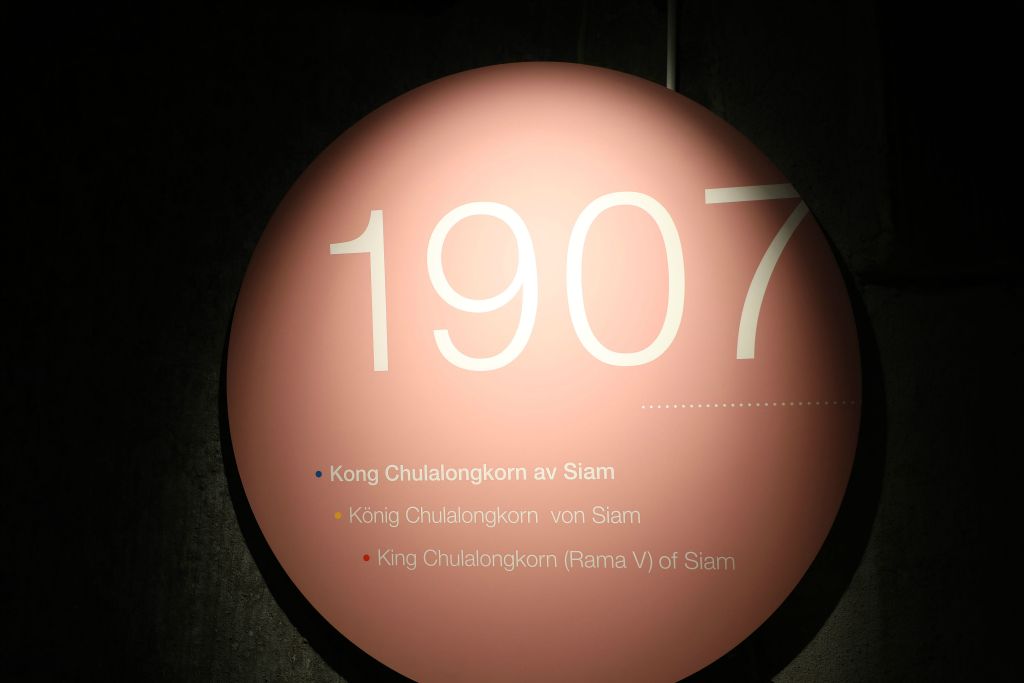 1907
Kong Chulalongkorn av Siam
König Chulalongkorn von Siam
King Chulalongkorn (Rama V) of Siam